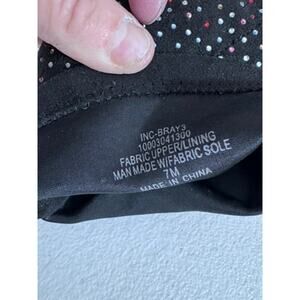 INC-BRAY3
10003041300
FABRIC UPPER/LINING
MAN MADE W/FABRIC SOLE
7M
MADE IN CHINA